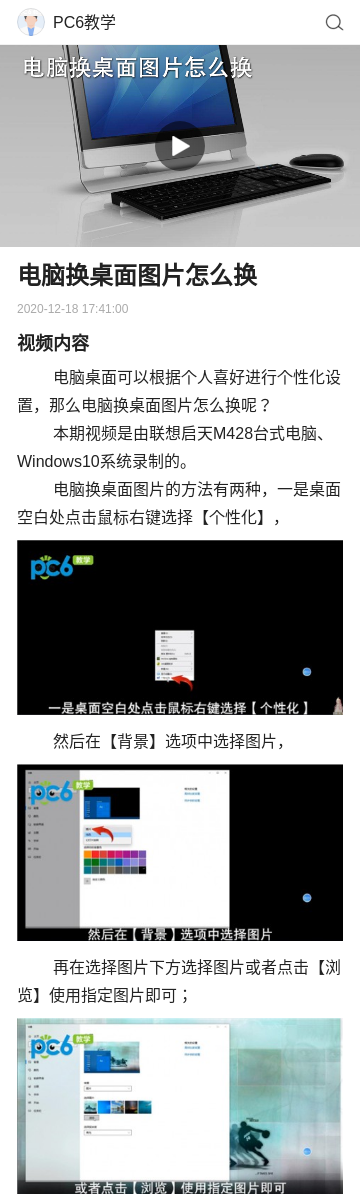 PC6教学
电脑换桌面图片怎么换
电脑换桌面图片怎么换
2020-12-18 17:41:00
视频内容
电脑桌面可以根据个人喜好进行个性化设
置，那么电脑换桌面图片怎么换呢？
本期视频是由联想启天M428台式电脑、
Windows10系统录制的。
电脑换桌面图片的方法有两种，一是桌面
空白处点击鼠标右键选择【个性化】，
pc6 教学
一是桌面空白处点击鼠标右键选择【个性化】
然后在【背景】选项中选择图片，
pc6 教学
然后在【背景】选项中选择图片
再在选择图片下方选择图片或者点击【浏
览】使用指定图片即可；
pc6 教学
或者点击【浏览】使用指定图片即可